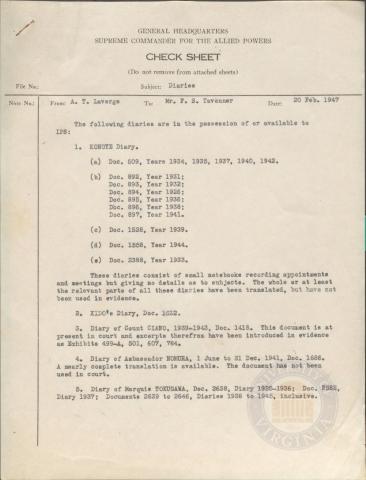 GENERAL HEADQUARTERS
SUPREME COMMANDER FOR THE ALLIED POWERS
CHECK SHEET
(Do not remove from attached sheets)
File No.: Subject: Diaries
Note No.: From: A. T. Laverge To: Mr. F. S. Tavenner Date: 20 Feb. 1947
The following diaries are in the possession of or available to
IPS:
1. KONOYE Diary.
(a) Doc. 509, Years 1934, 1935, 1937, 1940, 1942.
(b) Doc. 892, Year 1931;
Doc. 893, Year 1932;
Doc. 894, Year 1926;
Doc. 895, Year 1936;
Doc. 896, Year 1938;
Doc. 897, Year 1941.
(c) Doc. 1528, Year 1939.
(d) Doc. Year 1944.
(e) Doc. 2388, Year 1933.
These diaries consist of small notebooks recording appointments
and meetings but giving no details as to subjects. The whole or at least
the relevant parts of all these diaries have been translated, but have not
been used in evidence.
2. KIDO's Diary, Doc. 1632.
3. Diary of Count CIANO, 1939-1943, Doc. 1418. This document is at
present in court and excerpts therefrom have been introduced in evidence
as Exhibits 499-A, 501, 607, 784.
4. Diary of Ambassador NOMURA, 1 June to 31 Dec. 1941, Doc. 1686.
A nearly complete translation is available. The document has not been
used in court.
5. Diary of Marquis TOKUGAWA, Doc. 2638, Diary 1935-1936; Doc.
Diary 1937; Documents 2639 to 2646, Diaries 1938 to 1945, inclusive.
VIRGINIA